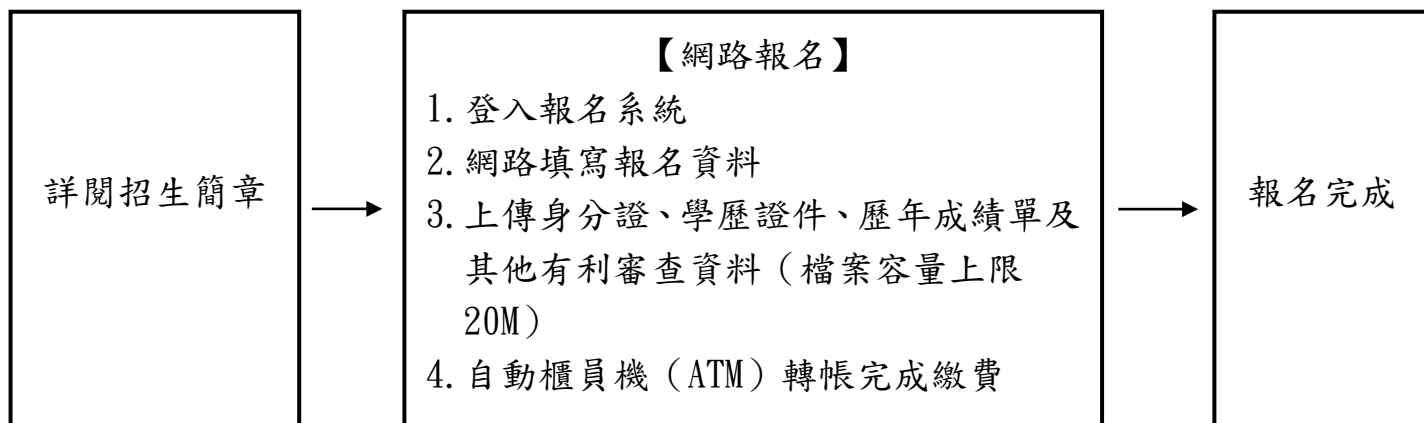 詳閱招生簡章
【網路報名】
1.登入報名系統
2.網路填寫報名資料
3.上傳身分證、學歷證件、歷年成績單及
其他有利審查資料（檔案容量上限
20M）
4.自動櫃員機（ATM）轉帳完成繳費
報名完成